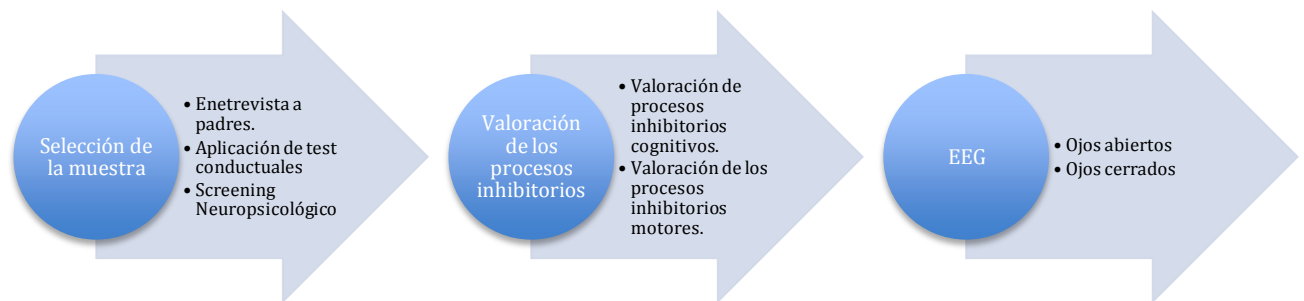 Selección de
la muestra
• Enetrevista a
padres.
• Aplicación de test
conductuales
• Screening
Neuropsicológico
Valoración
de los
procesos
inhibitorios
• Valoración de
procesos
inhibitorios
cognitivos.
• Valoración de los
procesos
inhibitorios
motores.
EEG
• Ojos abiertos
• Ojos cerrados